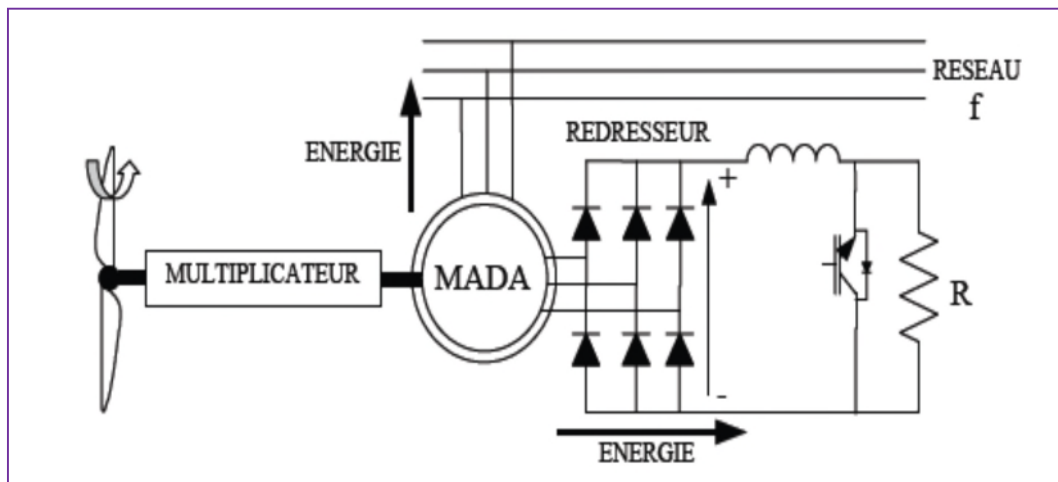 RESEAU
f
REDRESSEUR
ENERGIE
+
MULTIPLICATEUR
MADA
R
-
ENERGIE